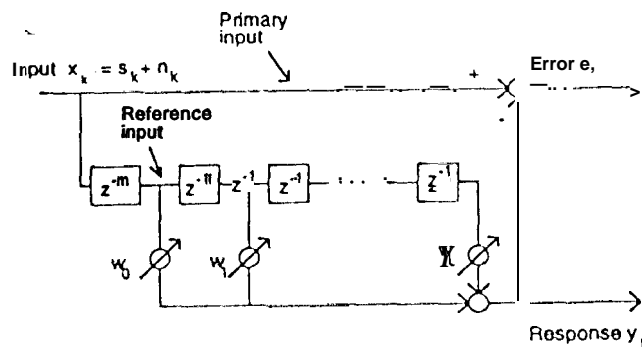 Primary
input
Input x_k = s_k + n_k
+
Error e,
Reference
input
z^-m
z^-π
z^-1
z^-1
. . .
z^-1
w_0
w_1
Response y